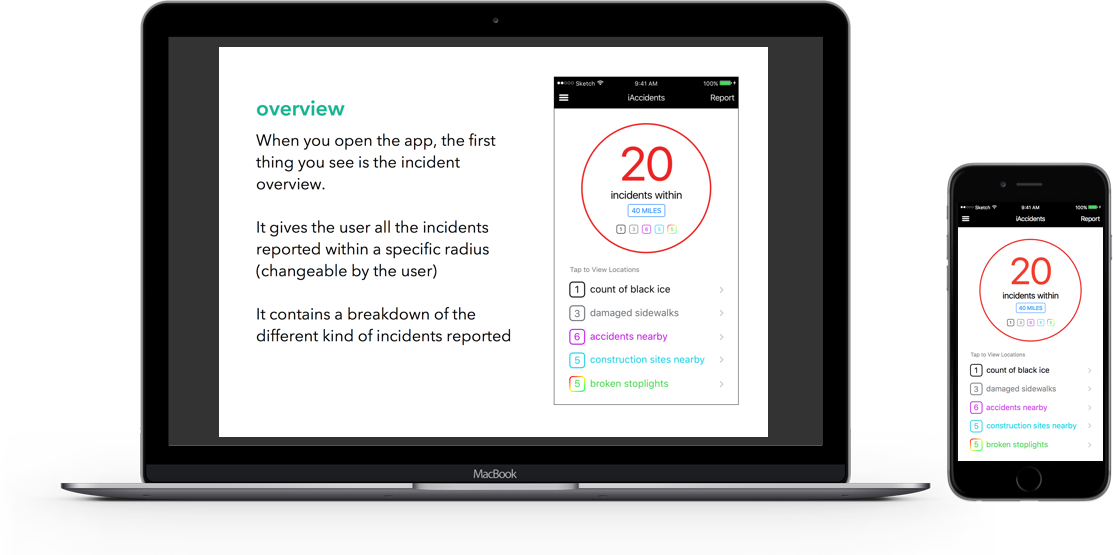 overview
When you open the app, the first
thing you see is the incident
overview.
It gives the user all the incidents
reported within a specific radius
(changeable by the user)
It contains a breakdown of the
different kind of incidents reported
Sketch 9:41 AM 100%
iAccidents Report
20
incidents within
40 MILES
1 3 6 5 5
Tap to View Locations
1 count of black ice
3 damaged sidewalks
6 accidents nearby
5 construction sites nearby
5 broken stoplights
MacBook
Sketch 9:41 AM 100%
iAccidents Report
20
incidents within
40 MILES
1 3 6 5 5
Tap to View Locations
1 count of black ice
3 damaged sidewalks
6 accidents nearby
5 construction sites nearby
5 broken stoplights